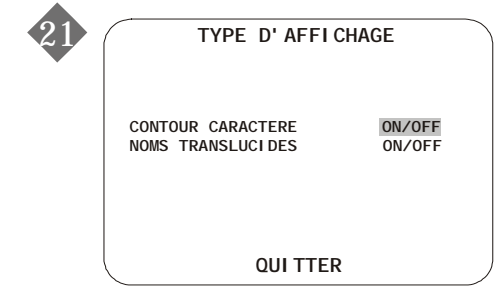 21
TYPE D'AFFICHAGE
CONTOUR CARACTERE ON/OFF
NOMS TRANSLUCIDES ON/OFF
QUITTER